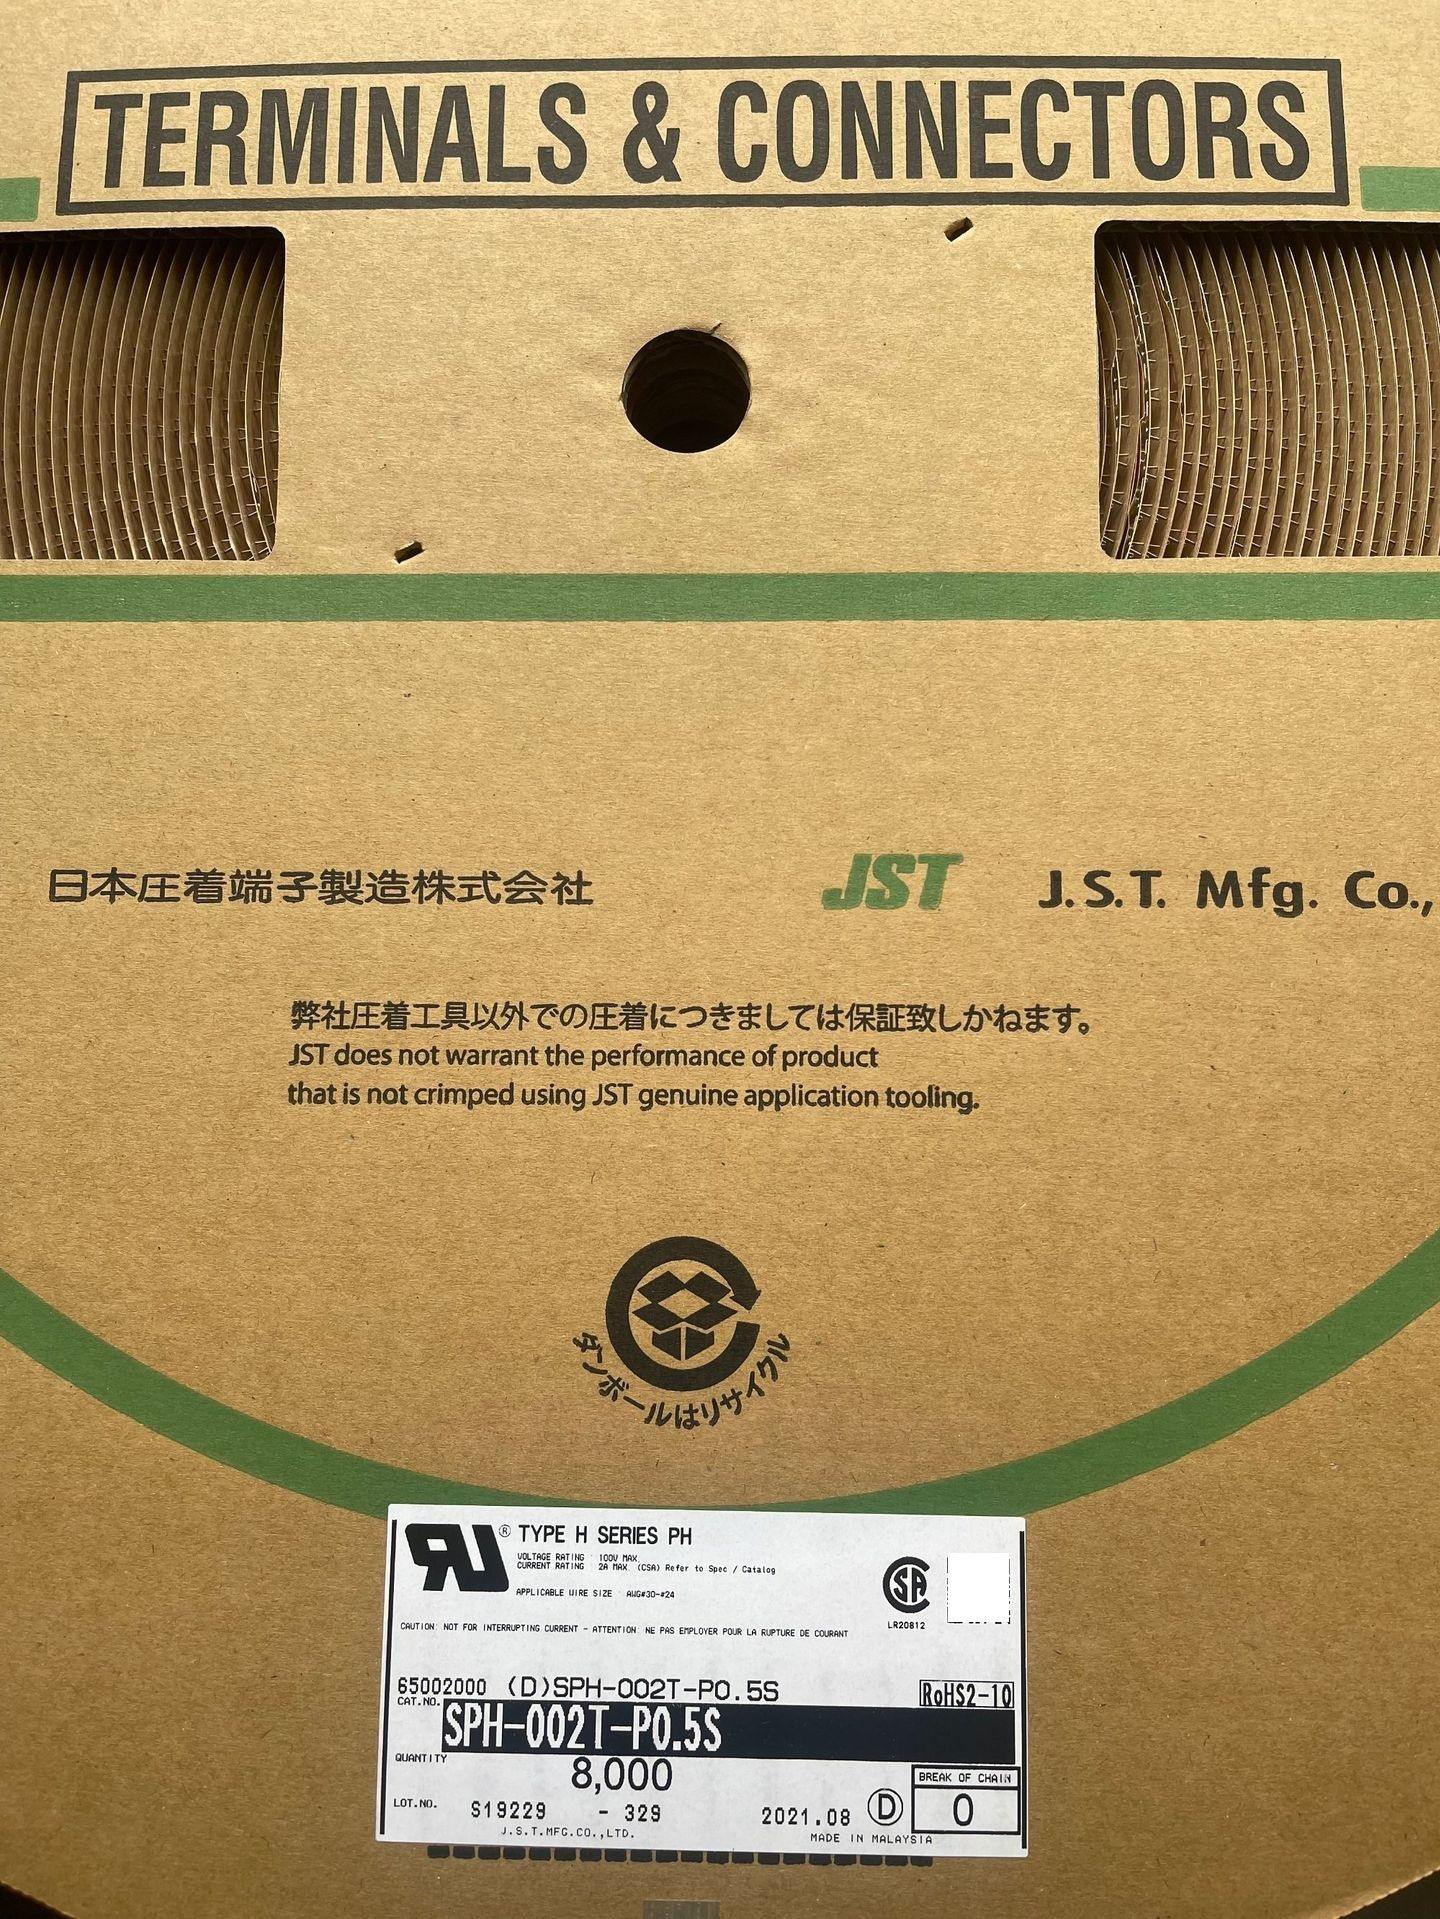 TERMINALS & CONNECTORS
日本圧着端子製造株式会社
JST J.S.T. Mfg. Co.,
弊社圧着工具以外での圧着につきましては保証致しかねます。
JST does not warrant the performance of product
that is not crimped using JST genuine application tooling.
ダンボールはリサイクル
® TYPE H SERIES PH
VOLTAGE RATING 100V MAX.
CURRENT RATING 2A MAX. (CSA) Refer to Spec / Catalog
APPLICABLE WIRE SIZE AWG#30-#24
LR20812
CAUTION: NOT FOR INTERRUPTING CURRENT - ATTENTION: NE PAS EMPLOYER POUR LA RUPTURE DE COURANT
65002000 (D)SPH-002T-P0.5S RoHS2-10
CAT.NO. SPH-002T-P0.5S
QUANTITY 8,000
BREAK OF CHAIN
0
LOT.NO. S19229 - 329 2021.08 D
J.S.T.MFG.CO.,LTD. MADE IN MALAYSIA